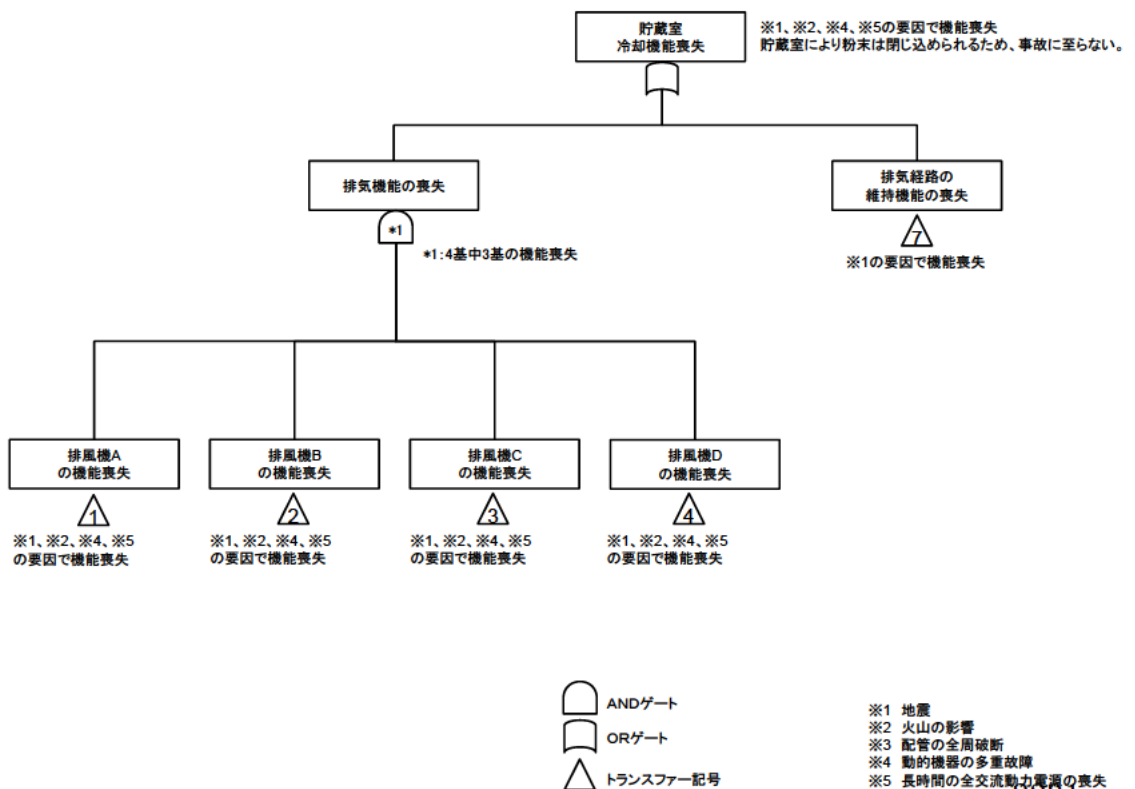 貯蔵室
冷却機能喪失
※1、※2、※4、※5の要因で機能喪失
貯蔵室により粉末は閉じ込められるため、事故に至らない。
排気機能の喪失
排気経路の
維持機能の喪失
*1
*1:4基中3基の機能喪失
7
※1の要因で機能喪失
排風機A
の機能喪失
排風機B
の機能喪失
排風機C
の機能喪失
排風機D
の機能喪失
1
2
3
4
※1、※2、※4、※5
の要因で機能喪失
※1、※2、※4、※5
の要因で機能喪失
※1、※2、※4、※5
の要因で機能喪失
※1、※2、※4、※5
の要因で機能喪失
ANDゲート
ORゲート
トランスファー記号
※1 地震
※2 火山の影響
※3 配管の全周破断
※4 動的機器の多重故障
※5 長時間の全交流動力電源の喪失